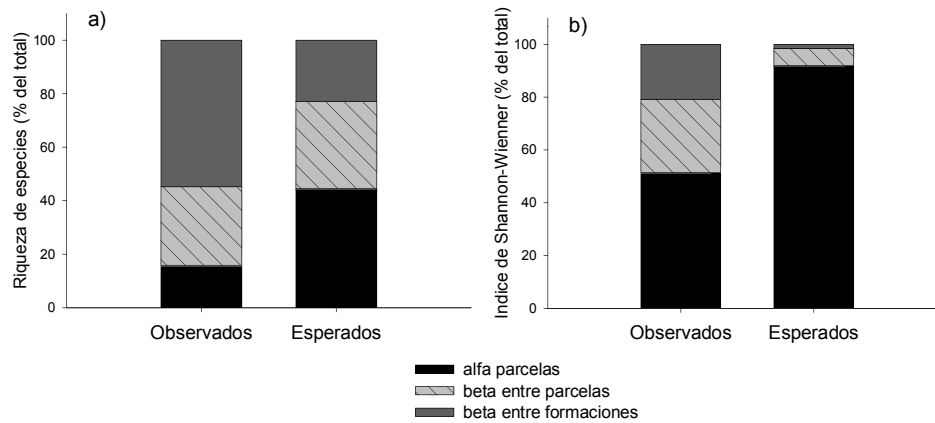 a)
Riqueza de especies (% del total)
100
80
60
40
20
0
Observados
Esperados
b)
Indice de Shannon-Wienner (% del total)
100
80
60
40
20
0
Observados
Esperados
alfa parcelas
beta entre parcelas
beta entre formaciones